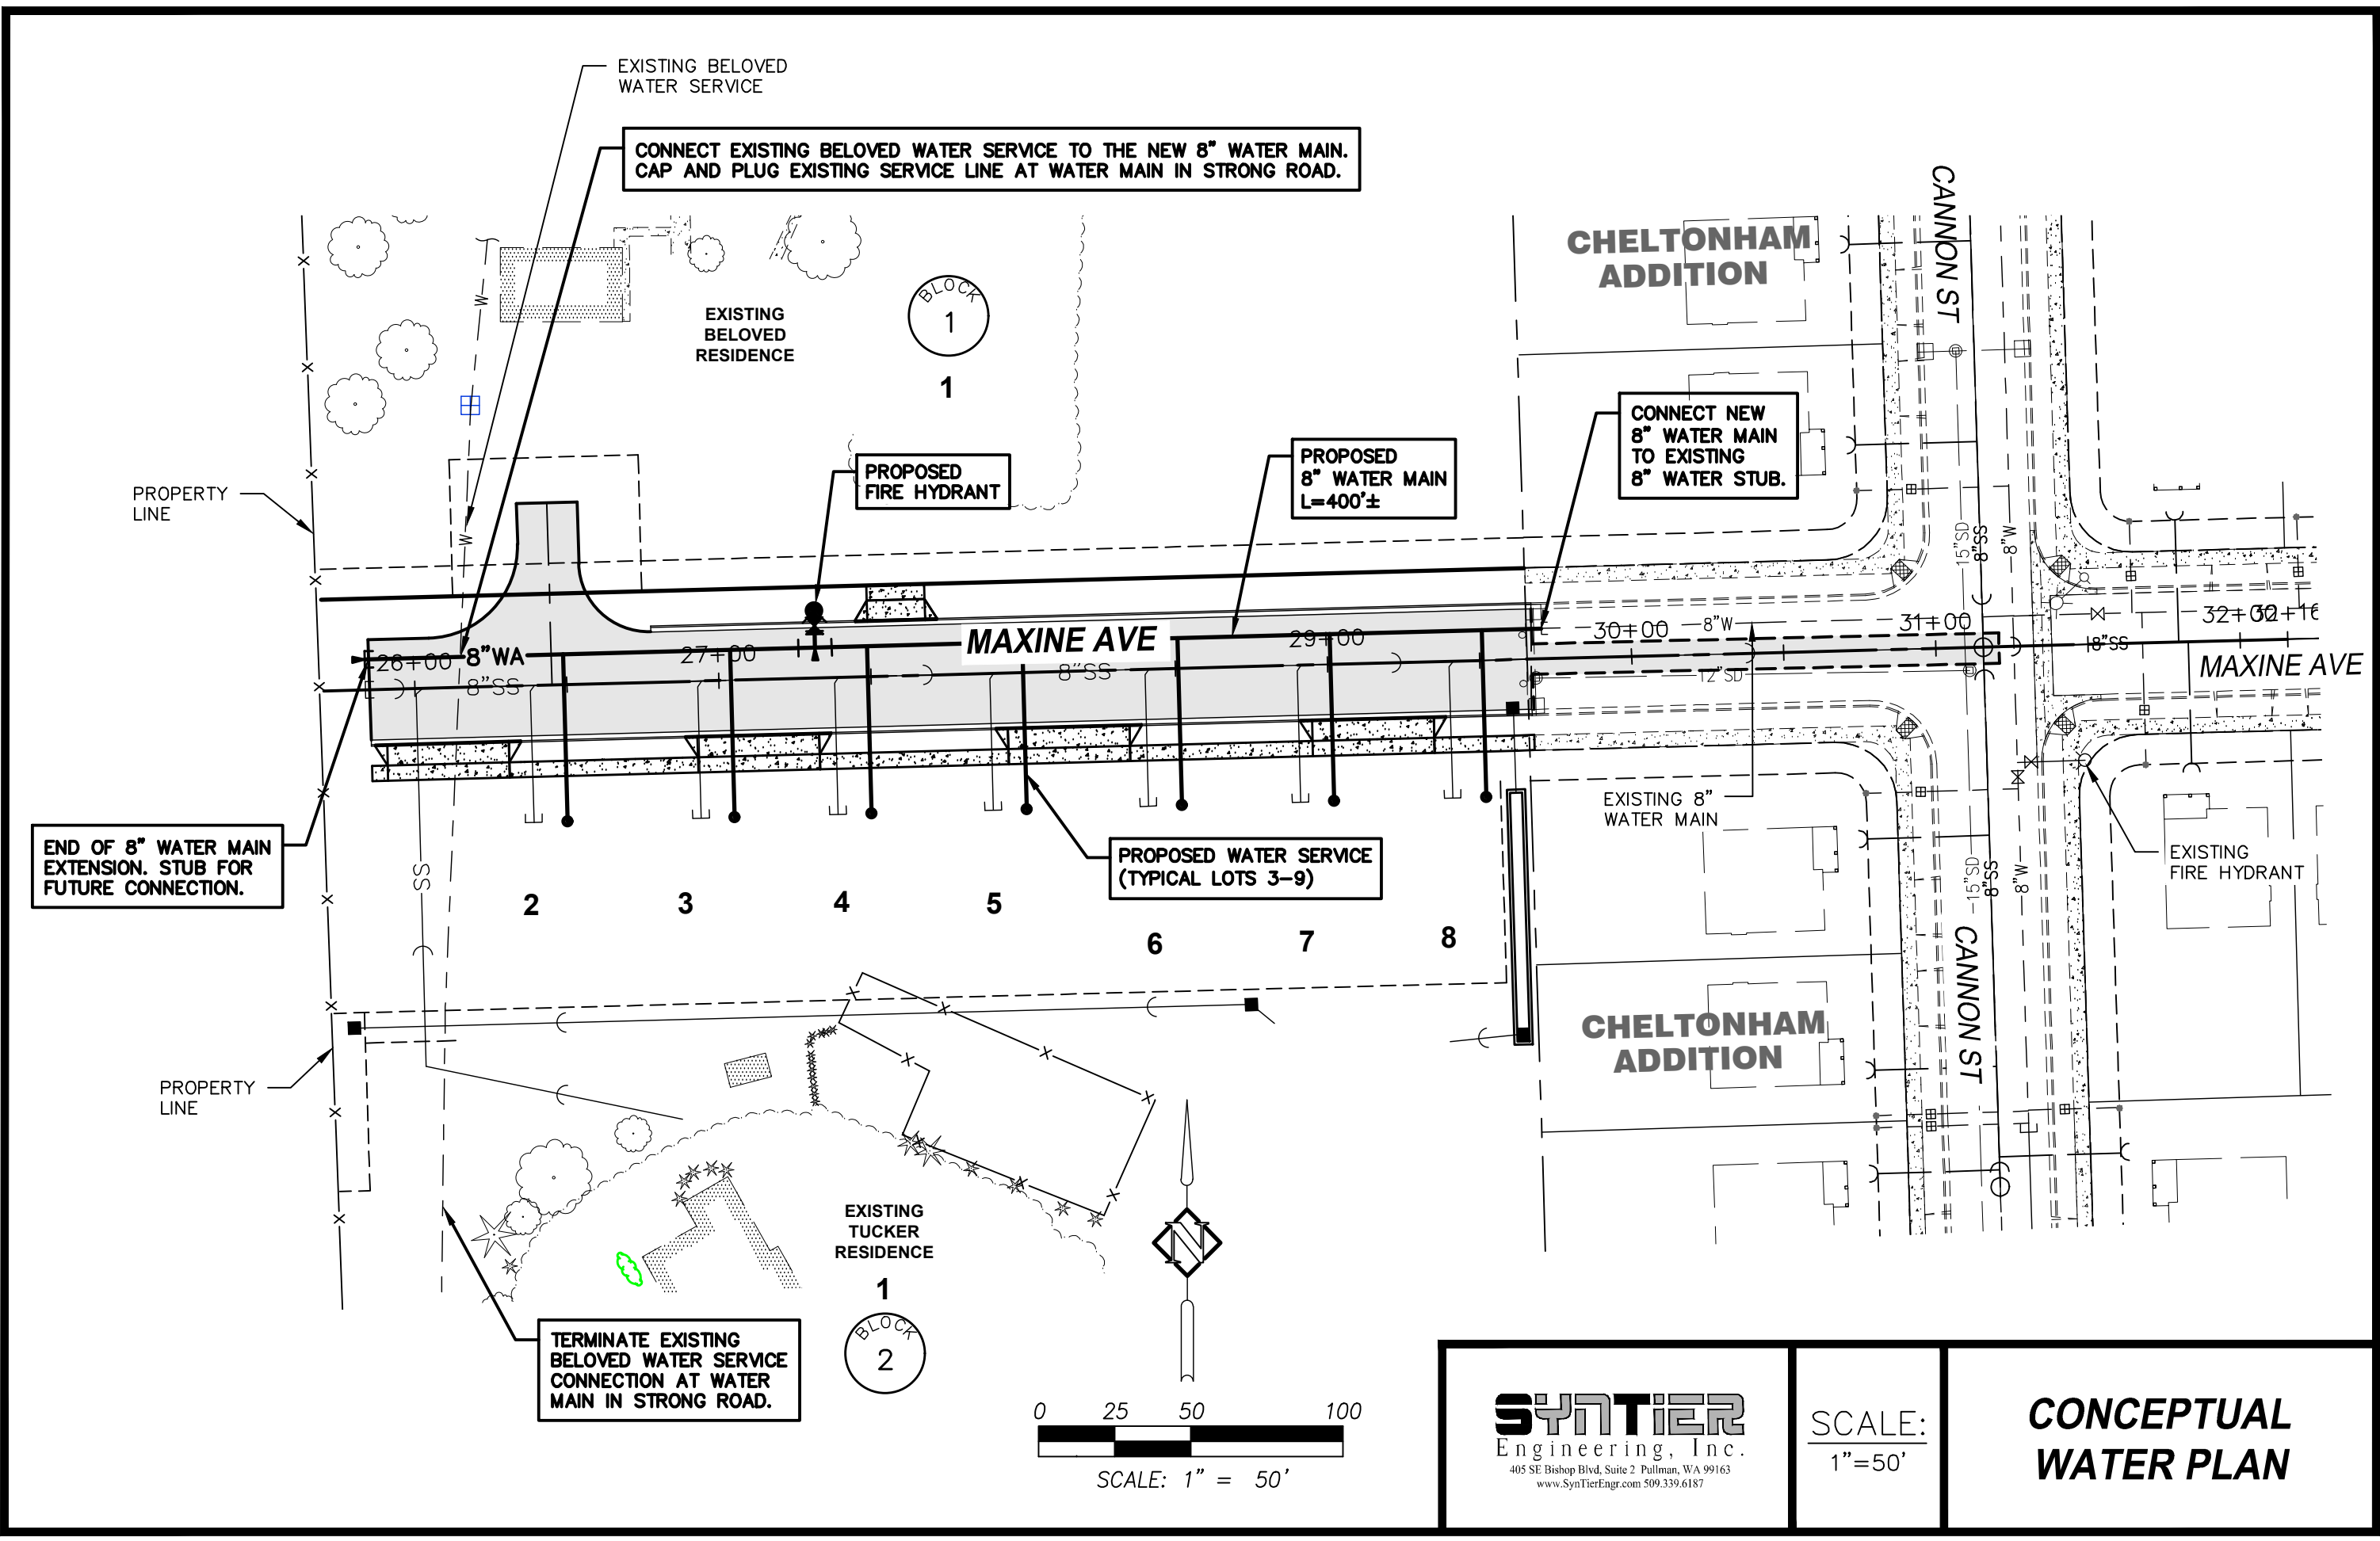 EXISTING BELOVED
WATER SERVICE
CONNECT EXISTING BELOVED WATER SERVICE TO THE NEW 8" WATER MAIN.
CAP AND PLUG EXISTING SERVICE LINE AT WATER MAIN IN STRONG ROAD.
CHELTONHAM
ADDITION
CANNON ST
EXISTING
BELOVED
RESIDENCE
BLOCK
1
1
W
W
PROPERTY
LINE
PROPOSED
FIRE HYDRANT
PROPOSED
8" WATER MAIN
L=400'±
CONNECT NEW
8" WATER MAIN
TO EXISTING
8" WATER STUB.
15"SD
8"SS
8"W
26+00
8"WA
27+00
MAXINE AVE
29+00
30+00
8"W
31+00
32+00
32+16
8"SS
8"SS
12"SD
8"SS
MAXINE AVE
EXISTING 8"
WATER MAIN
EXISTING
FIRE HYDRANT
END OF 8" WATER MAIN
EXTENSION. STUB FOR
FUTURE CONNECTION.
SS
PROPOSED WATER SERVICE
(TYPICAL LOTS 3-9)
15"SD
8"SS
8"W
2
3
4
5
6
7
8
CANNON ST
CHELTONHAM
ADDITION
PROPERTY
LINE
EXISTING
TUCKER
RESIDENCE
1
BLOCK
2
N
TERMINATE EXISTING
BELOVED WATER SERVICE
CONNECTION AT WATER
MAIN IN STRONG ROAD.
0 25 50 100
SCALE: 1" = 50'
SYNTIER
Engineering, Inc.
405 SE Bishop Blvd, Suite 2 Pullman, WA 99163
www.SynTierEngr.com 509.339.6187
SCALE:
1"=50'
CONCEPTUAL
WATER PLAN